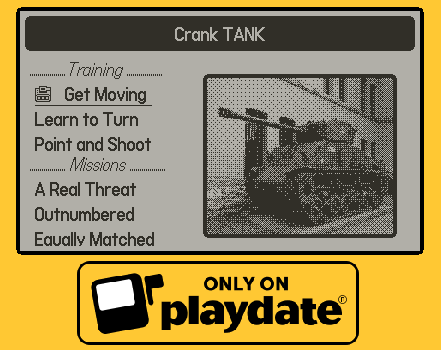 Crank TANK
Training
Get Moving
Learn to Turn
Point and Shoot
Missions
A Real Threat
Outnumbered
Equally Matched
ONLY ON
playdate®